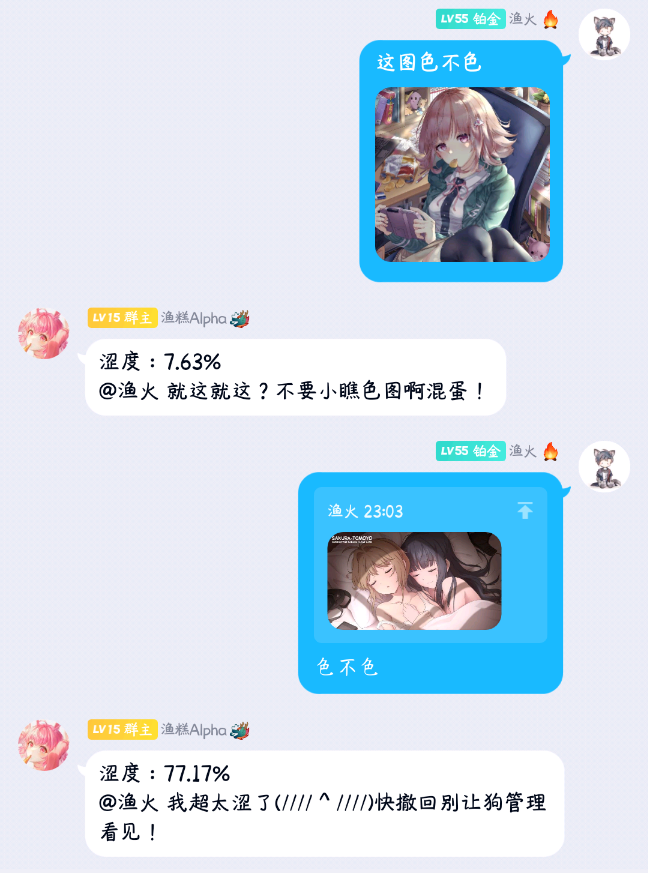 LV55 铂金 渔火
这图色不色
LV15 群主 渔糕Alpha
涩度：7.63%
@渔火 就这就这？不要小瞧色图啊混蛋！
LV55 铂金 渔火
渔火 23:03
SAKURA·TOMOYO
色不色
LV15 群主 渔糕Alpha
涩度：77.17%
@渔火 我超太涩了(//// ^ ////)快撤回别让狗管理
看见！